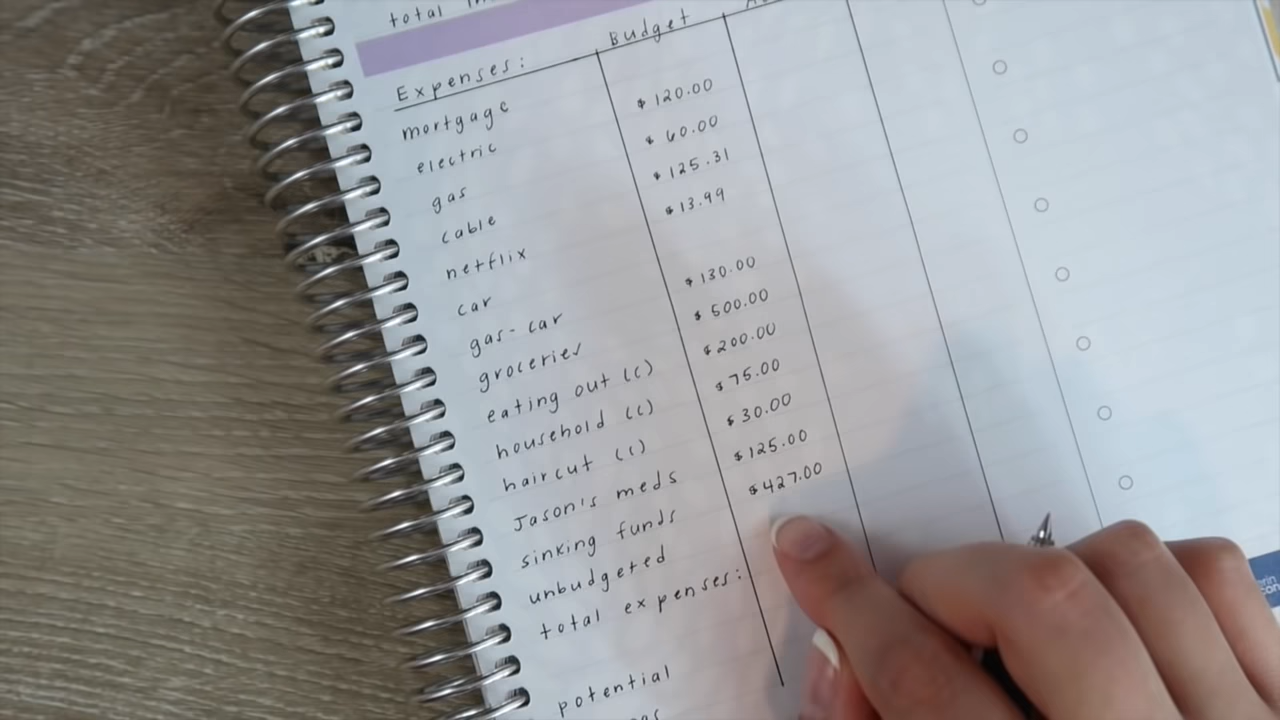 total
Budget
Expenses:
mortgage
electric $120.00
gas $60.00
cable $125.31
netflix $13.99
car
gas-car $130.00
groceries $500.00
eating out (c) $200.00
household (c) $75.00
haircut (c) $30.00
Jason's meds $125.00
sinking funds $427.00
unbudgeted
total expenses:
potential